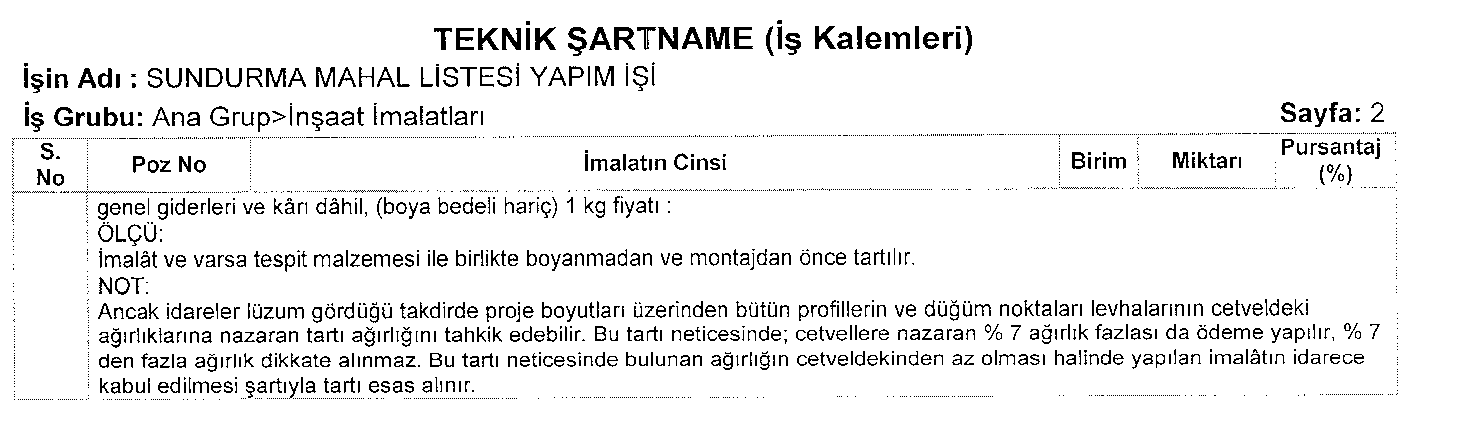 TEKNİK ŞARTNAME (İş Kalemleri)
İşin Adı : SUNDURMA MAHAL LİSTESİ YAPIM İŞİ
İş Grubu: Ana Grup>İnşaat İmalatları Sayfa: 2
S. No Poz No İmalatın Cinsi Birim Miktarı Pursantaj (%)
genel giderleri ve kârı dâhil, (boya bedeli hariç) 1 kg fiyatı :
ÖLÇÜ:
İmalât ve varsa tespit malzemesi ile birlikte boyanmadan ve montajdan önce tartılır.
NOT:
Ancak idareler lüzum gördüğü takdirde proje boyutları üzerinden bütün profillerin ve düğüm noktaları levhalarının cetveldeki
ağırlıklarına nazaran tartı ağırlığını tahkik edebilir. Bu tartı neticesinde; cetvellere nazaran % 7 ağırlık fazlası da ödeme yapılır, % 7
den fazla ağırlık dikkate alınmaz. Bu tartı neticesinde bulunan ağırlığın cetveldekinden az olması halinde yapılan imalâtın idarece
kabul edilmesi şartıyla tartı esas alınır.